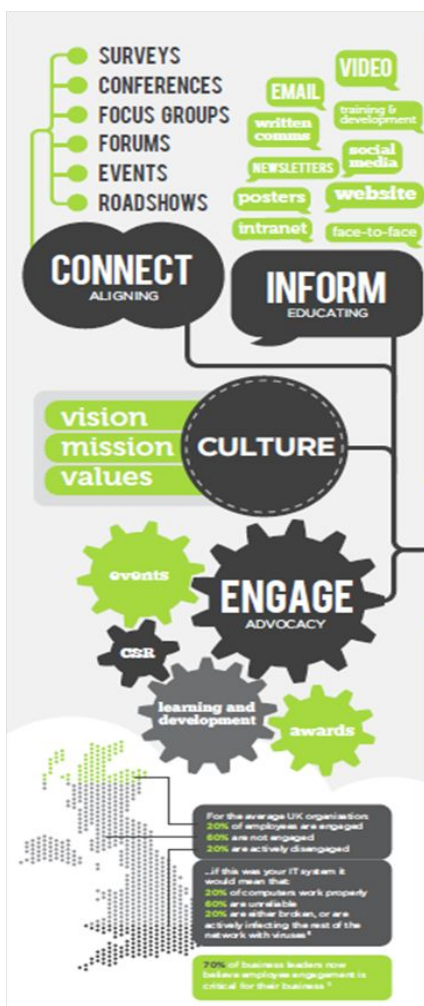 SURVEYS
CONFERENCES
FOCUS GROUPS
FORUMS
EVENTS
ROADSHOWS
VIDEO
EMAIL
training &
development
written
comms
social
media
NEWSLETTERS
posters
website
intranet
face-to-face
CONNECT
ALIGNING
INFORM
EDUCATING
vision
mission
values
CULTURE
events
ENGAGE
ADVOCACY
CSR
learning and
development
awards
For the average UK organisation:
20% of employees are engaged
60% are not engaged
20% are actively disengaged
...if this was your IT system it
would mean that:
20% of computers work properly
60% are unreliable
20% are either broken, or are
actively infecting the rest of the
network with viruses
70% of business leaders now
believe employee engagement is
critical for their business